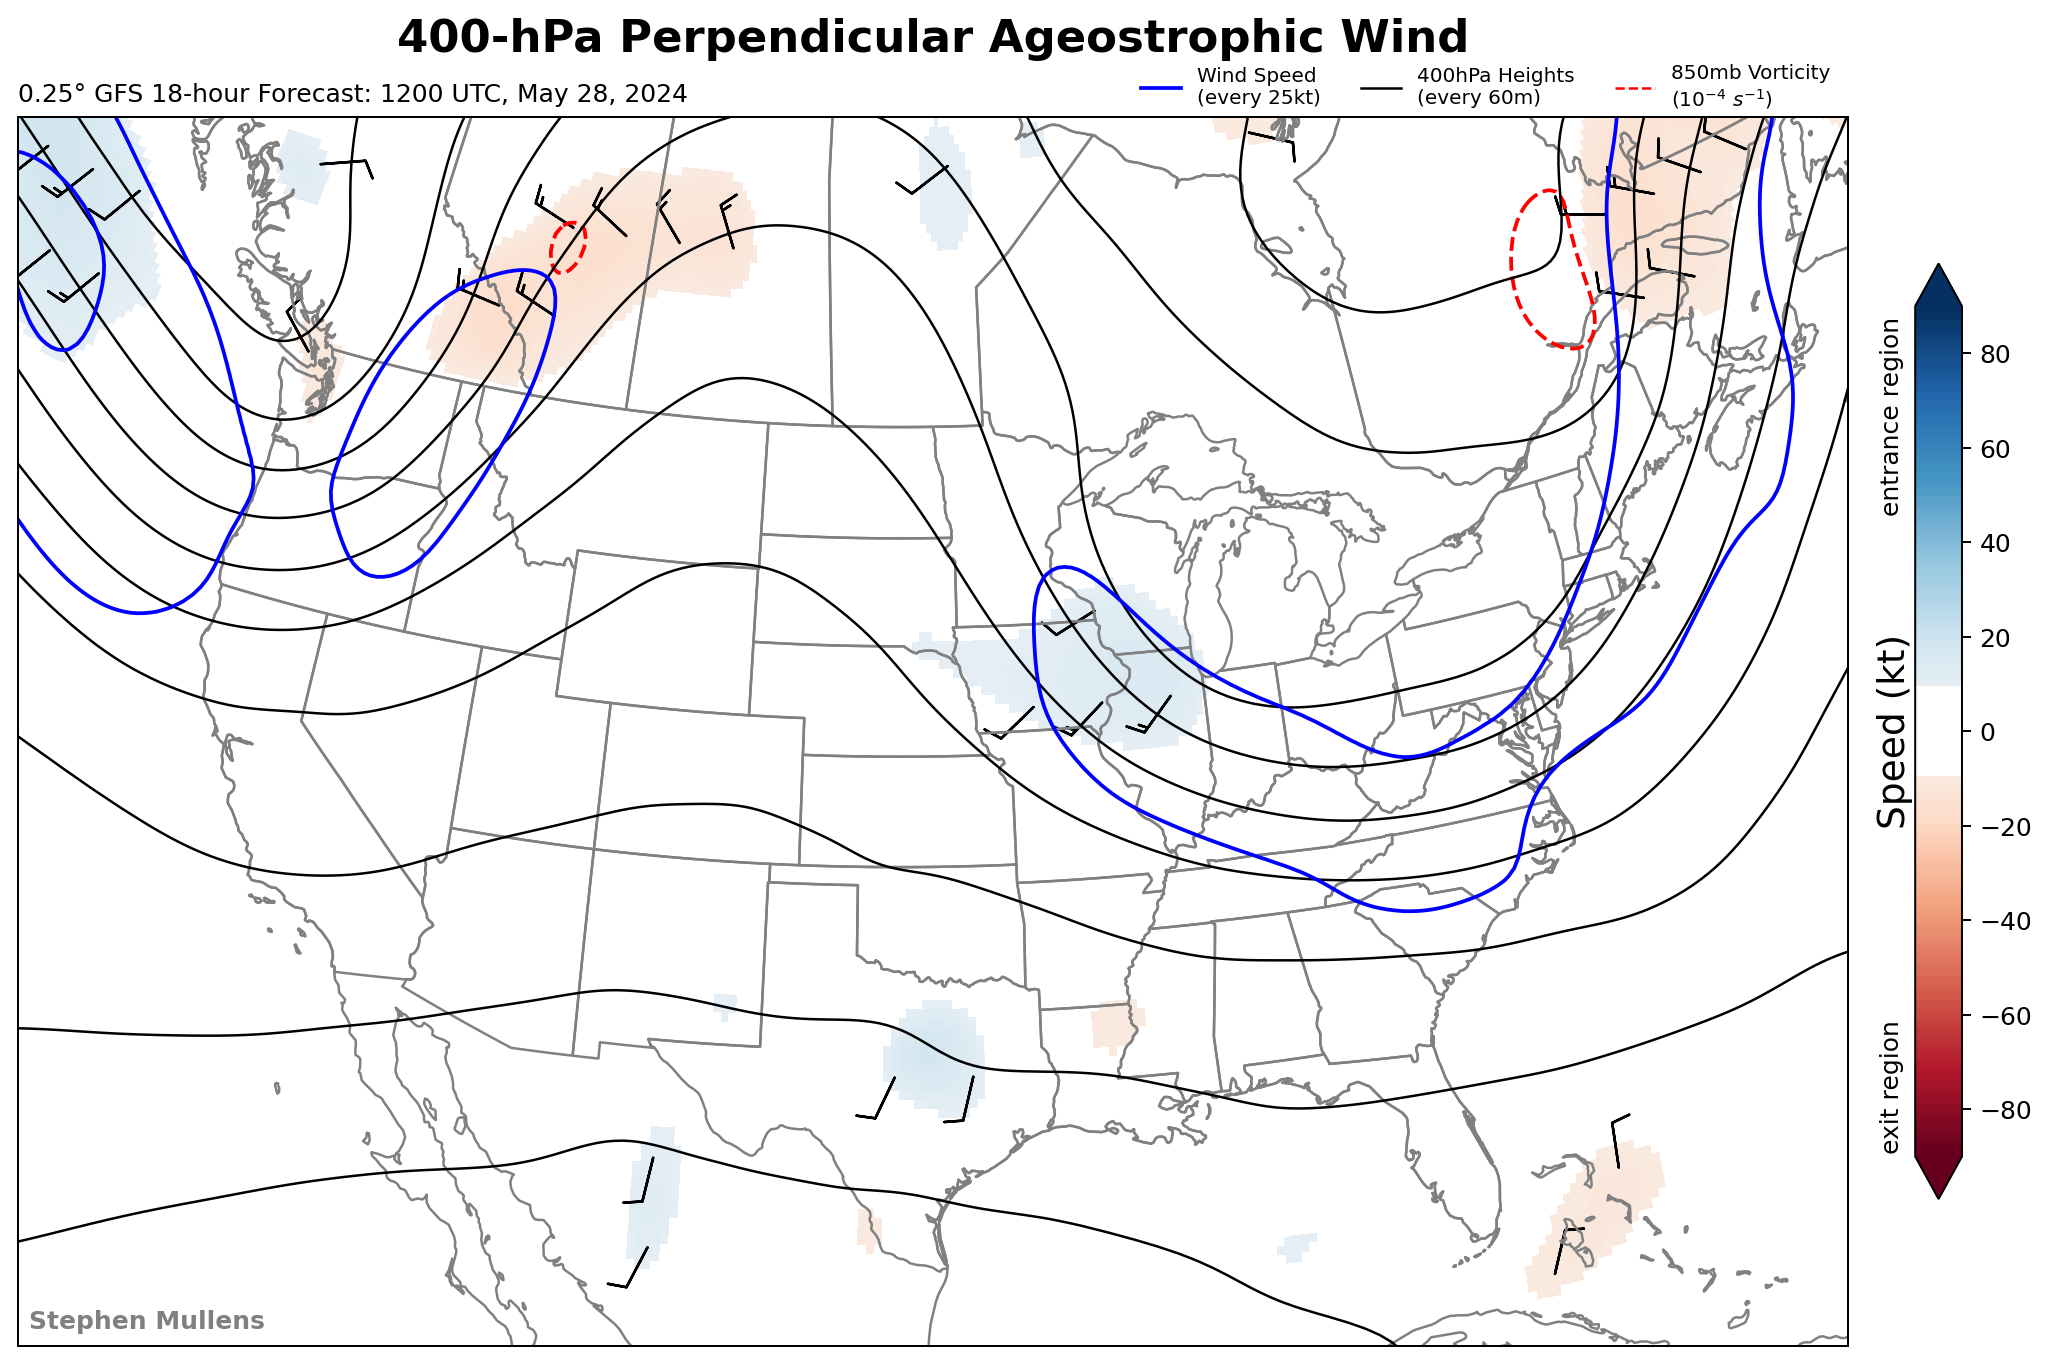 400-hPa Perpendicular Ageostrophic Wind
0.25° GFS 18-hour Forecast: 1200 UTC, May 28, 2024
Wind Speed
(every 25kt)
400hPa Heights
(every 60m)
850mb Vorticity
(10⁻⁴ s⁻¹)
entrance region
Speed (kt)
exit region
80
60
40
20
0
−20
−40
−60
−80
Stephen Mullens